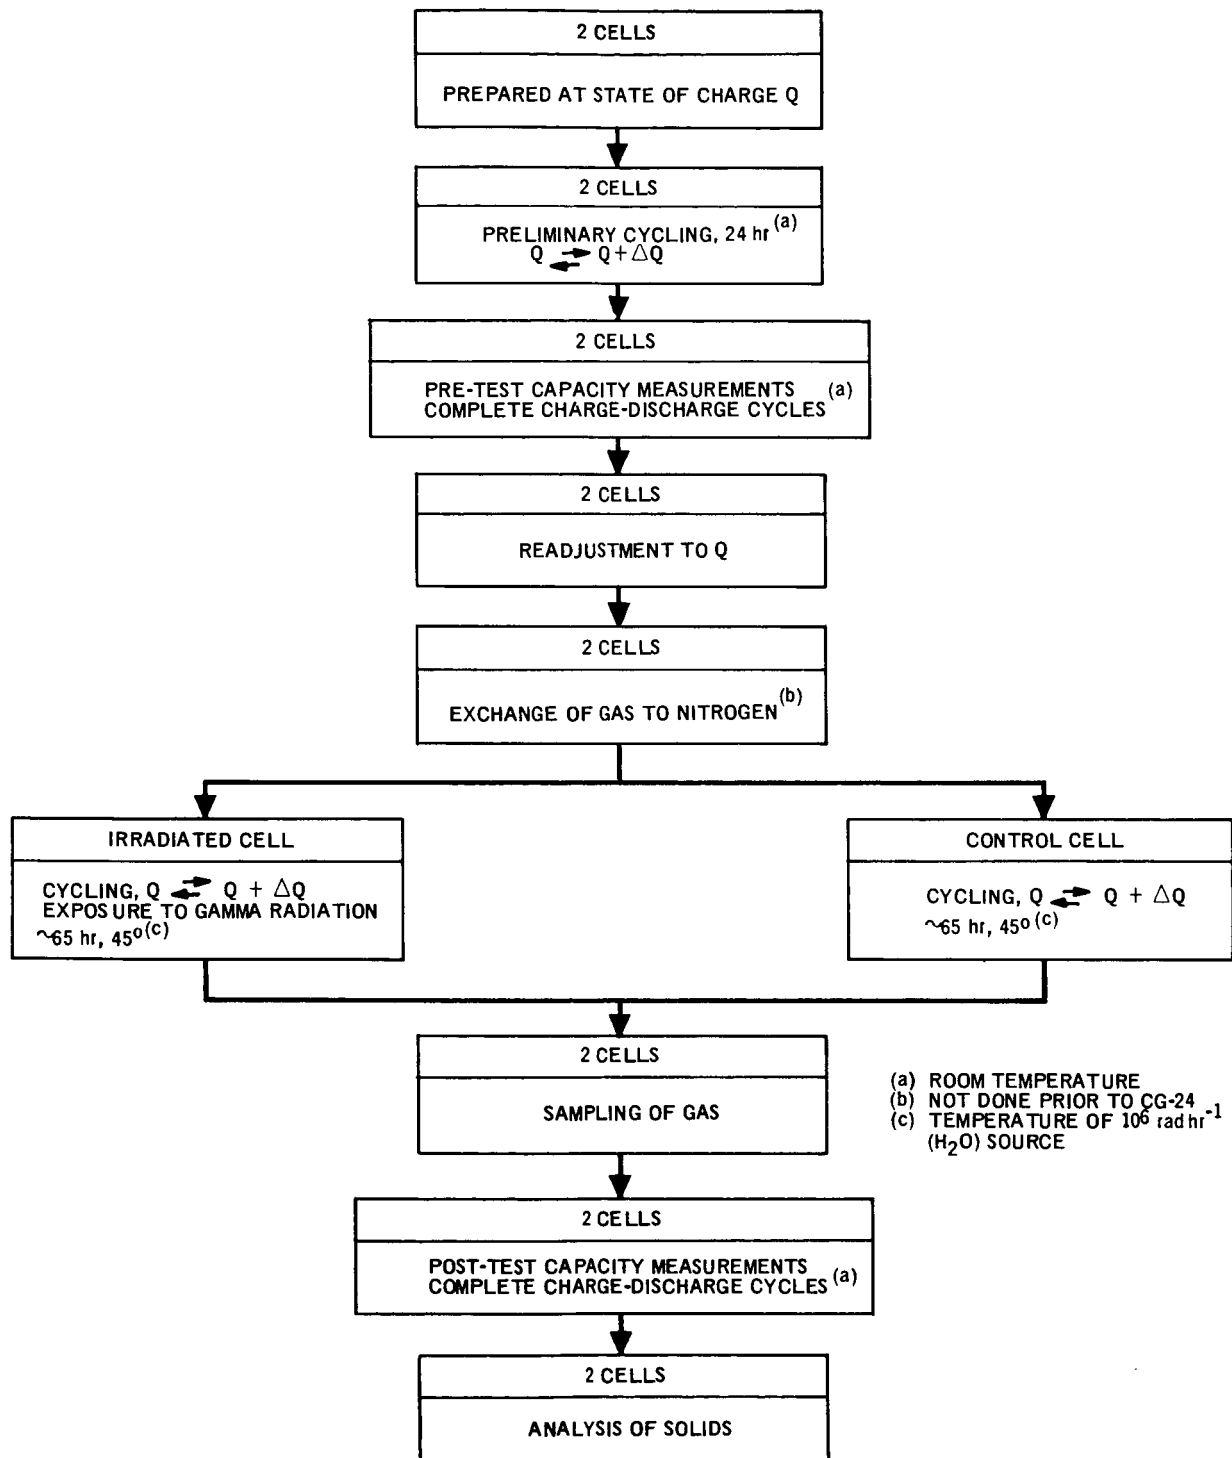 2 CELLS
PREPARED AT STATE OF CHARGE Q
2 CELLS
PRELIMINARY CYCLING, 24 hr (a)
Q ⇄ Q + ΔQ
2 CELLS
PRE-TEST CAPACITY MEASUREMENTS
COMPLETE CHARGE-DISCHARGE CYCLES (a)
2 CELLS
READJUSTMENT TO Q
2 CELLS
EXCHANGE OF GAS TO NITROGEN (b)
IRRADIATED CELL
CYCLING, Q ⇄ Q + ΔQ
EXPOSURE TO GAMMA RADIATION
~65 hr, 45° (c)
CONTROL CELL
CYCLING, Q ⇄ Q + ΔQ
~65 hr, 45° (c)
2 CELLS
SAMPLING OF GAS
(a) ROOM TEMPERATURE
(b) NOT DONE PRIOR TO CG-24
(c) TEMPERATURE OF 10⁶ rad hr⁻¹
(H₂O) SOURCE
2 CELLS
POST-TEST CAPACITY MEASUREMENTS
COMPLETE CHARGE-DISCHARGE CYCLES (a)
2 CELLS
ANALYSIS OF SOLIDS